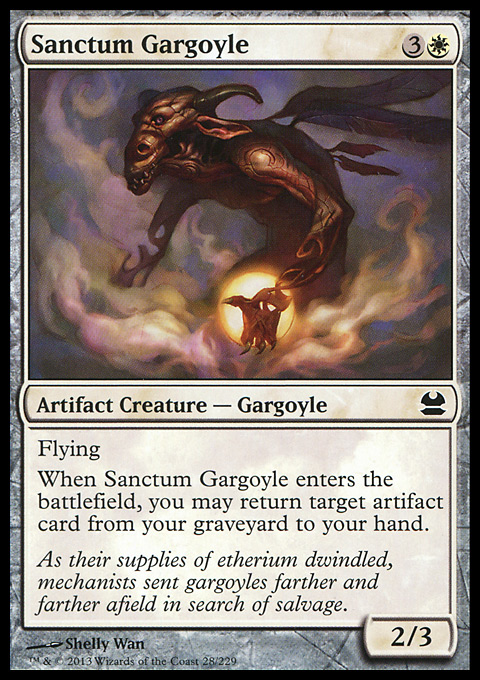 Sanctum Gargoyle 3
Artifact Creature — Gargoyle
Flying
When Sanctum Gargoyle enters the
battlefield, you may return target artifact
card from your graveyard to your hand.
As their supplies of etherium dwindled,
mechanists sent gargoyles farther and
farther afield in search of salvage.
2/3
Shelly Wan
™ & © 2013 Wizards of the Coast 28/229